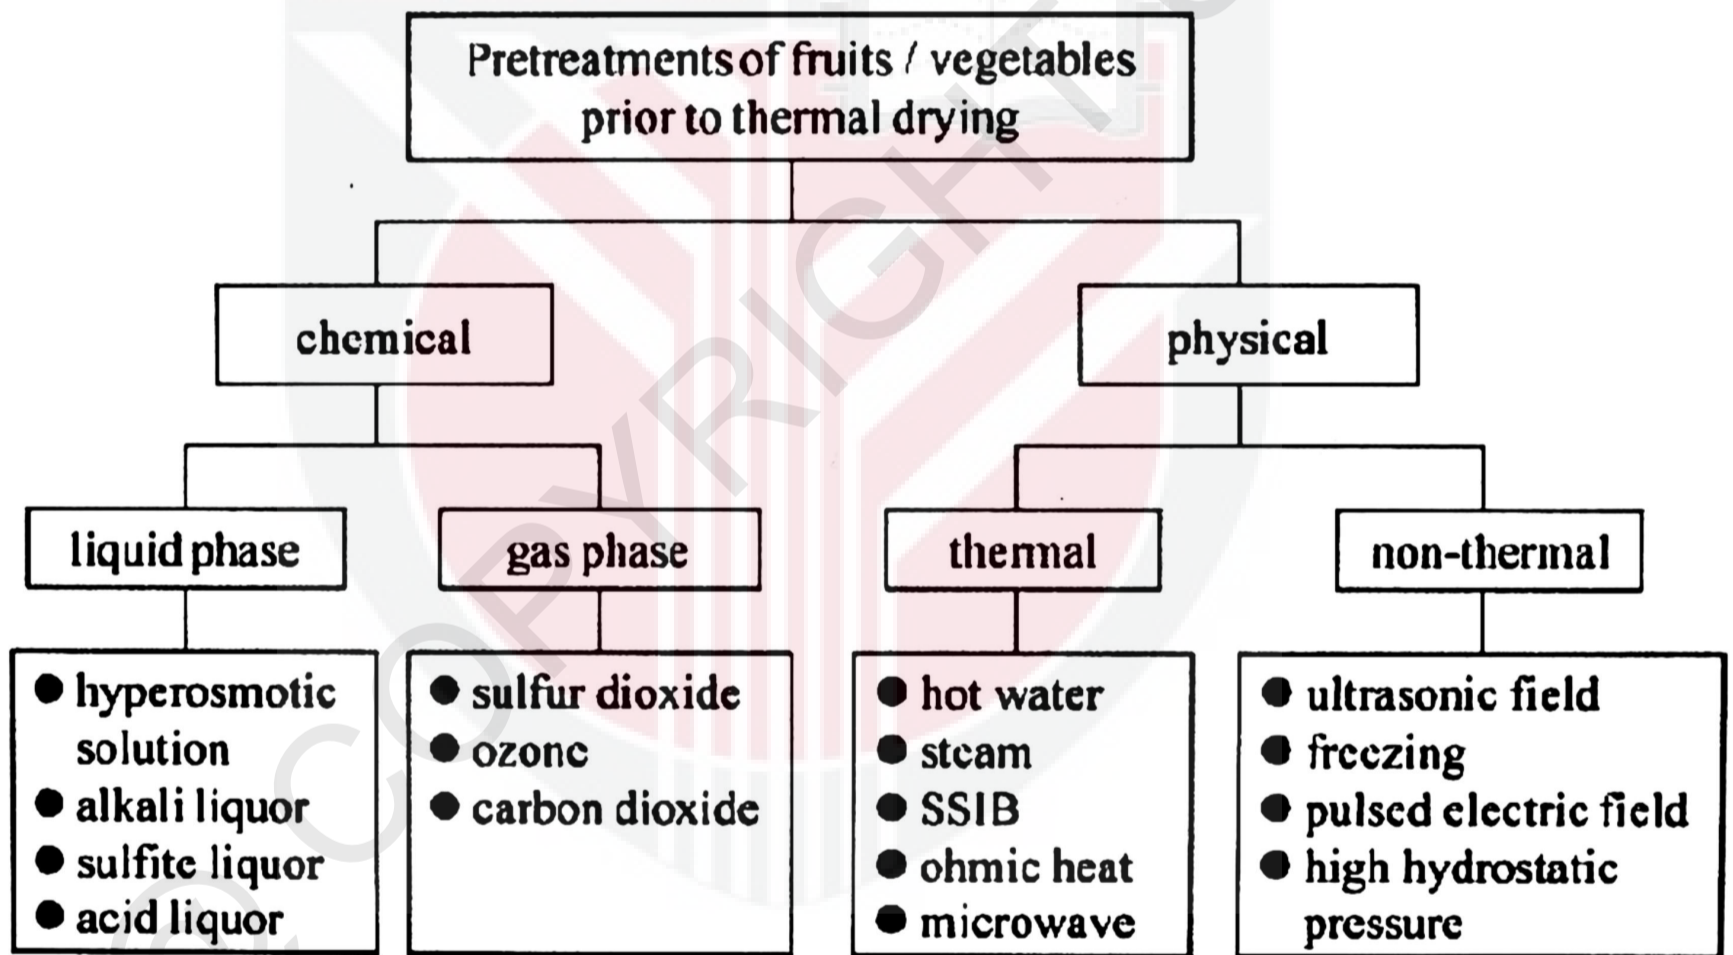 Pretreatments of fruits / vegetables
prior to thermal drying
chemical
physical
liquid phase
gas phase
thermal
non-thermal
● hyperosmotic
solution
● alkali liquor
● sulfite liquor
● acid liquor
● sulfur dioxide
● ozone
● carbon dioxide
● hot water
● steam
● SSIB
● ohmic heat
● microwave
● ultrasonic field
● freezing
● pulsed electric field
● high hydrostatic
pressure
© COPYRIGHT